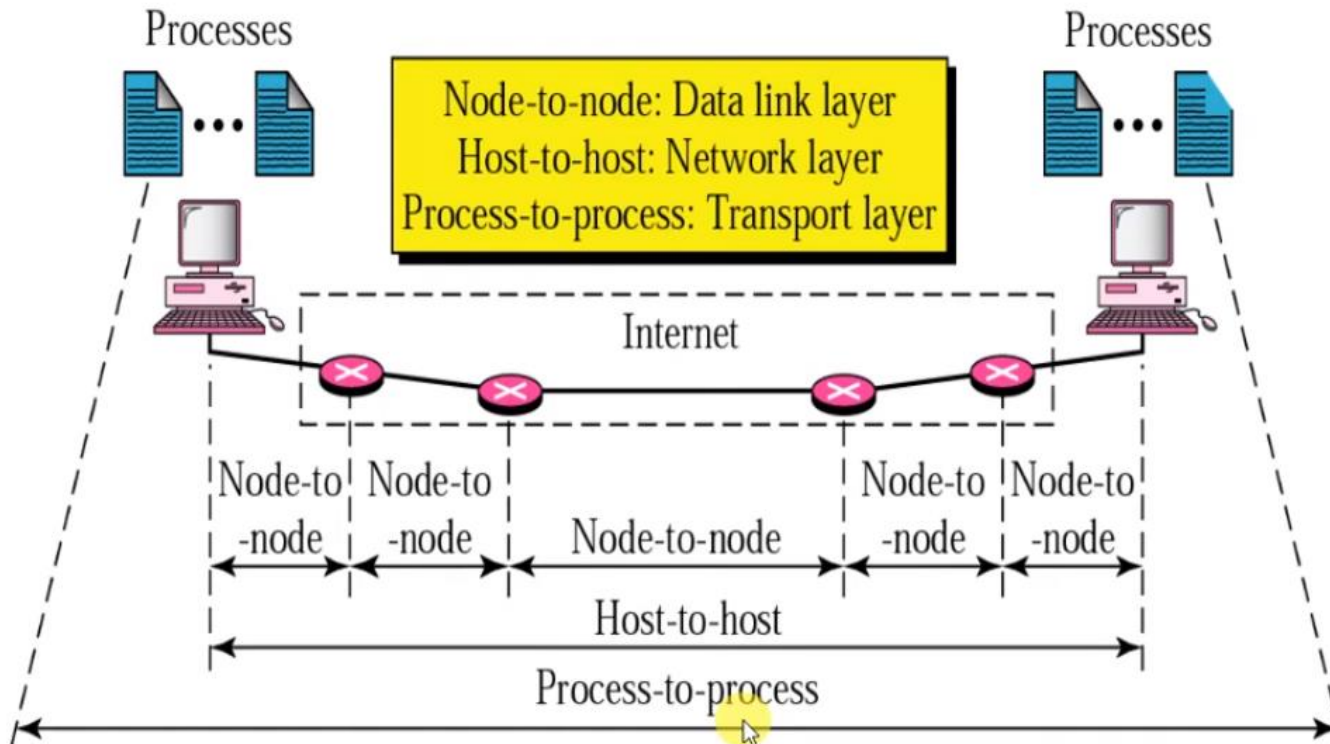 Processes
Processes
Node-to-node: Data link layer
Host-to-host: Network layer
Process-to-process: Transport layer
Internet
Node-to
-node
Node-to
-node
Node-to-node
Node-to
-node
Node-to
-node
Host-to-host
Process-to-process